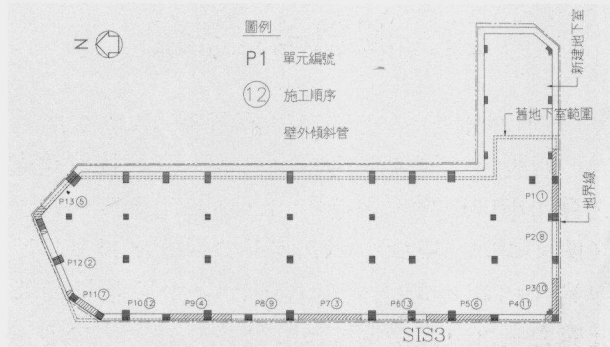 圖例
N
P1 單元編號
12 施工順序
壁外傾斜管
新建地下室
舊地下室範圍
地界線
P1①
P2⑧
P3⑩
P13⑤
P12②
P11⑦
P10⑫
P9④
P8⑨
P7③
P6⑬
P5⑥
P4⑪
SIS3